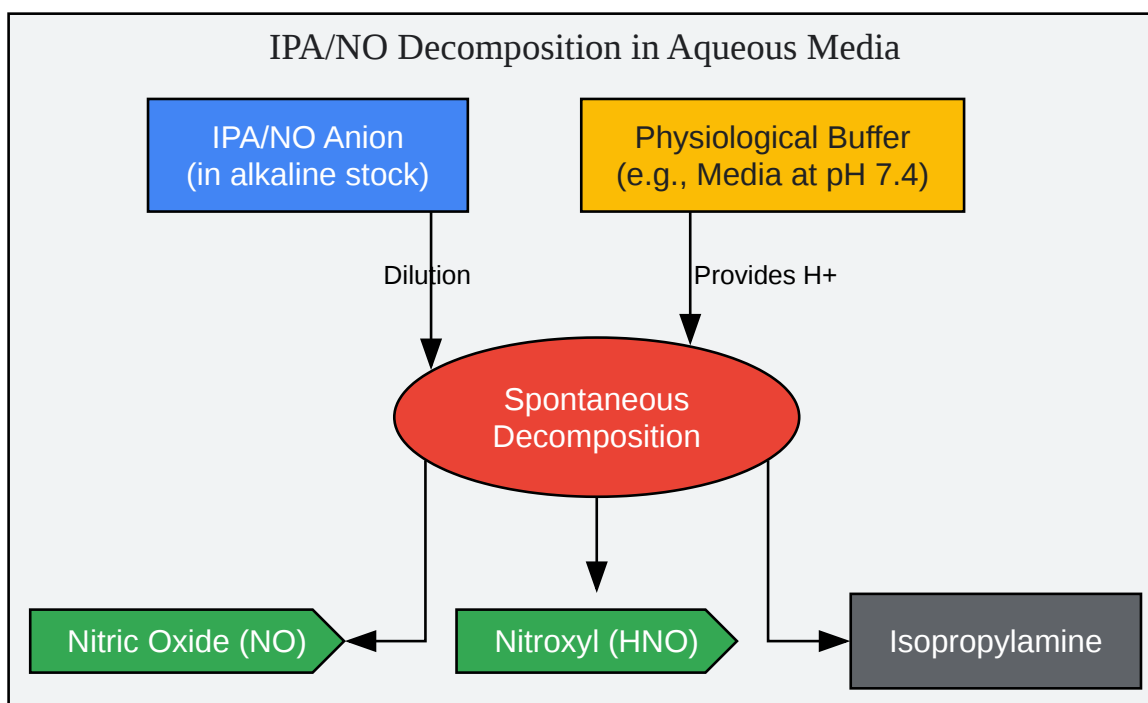 IPA/NO Decomposition in Aqueous Media
IPA/NO Anion
(in alkaline stock)
Physiological Buffer
(e.g., Media at pH 7.4)
Dilution
Provides H+
Spontaneous
Decomposition
Nitric Oxide (NO)
Nitroxyl (HNO)
Isopropylamine